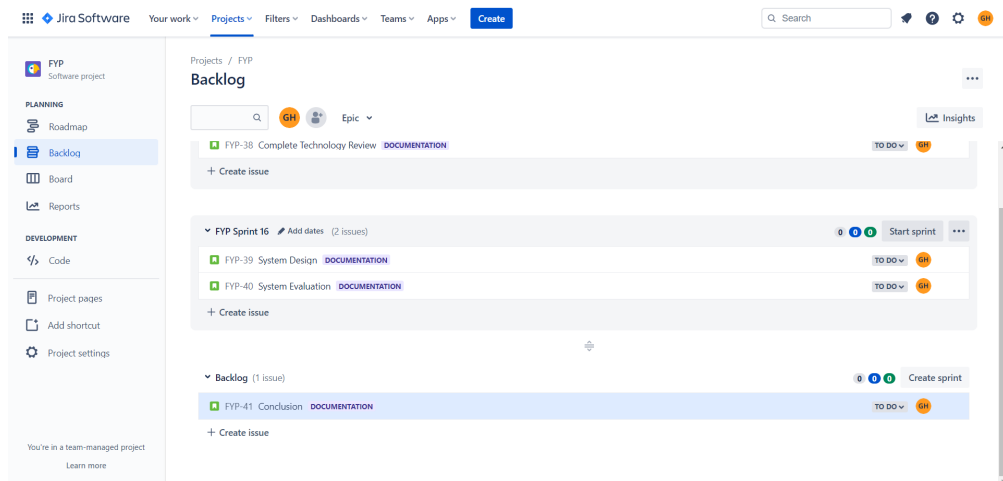 Jira Software Your work Projects Filters Dashboards Teams Apps Create Search GH
FYP
Software project
PLANNING
Roadmap
Backlog
Board
Reports
DEVELOPMENT
Code
Project pages
Add shortcut
Project settings
You're in a team-managed project
Learn more
Projects / FYP
Backlog
GH Epic Insights
FYP-38 Complete Technology Review DOCUMENTATION TO DO GH
+ Create issue
FYP Sprint 16 Add dates (2 issues) 0 0 0 Start sprint
FYP-39 System Design DOCUMENTATION TO DO GH
FYP-40 System Evaluation DOCUMENTATION TO DO GH
+ Create issue
Backlog (1 issue) 0 0 0 Create sprint
FYP-41 Conclusion DOCUMENTATION TO DO GH
+ Create issue